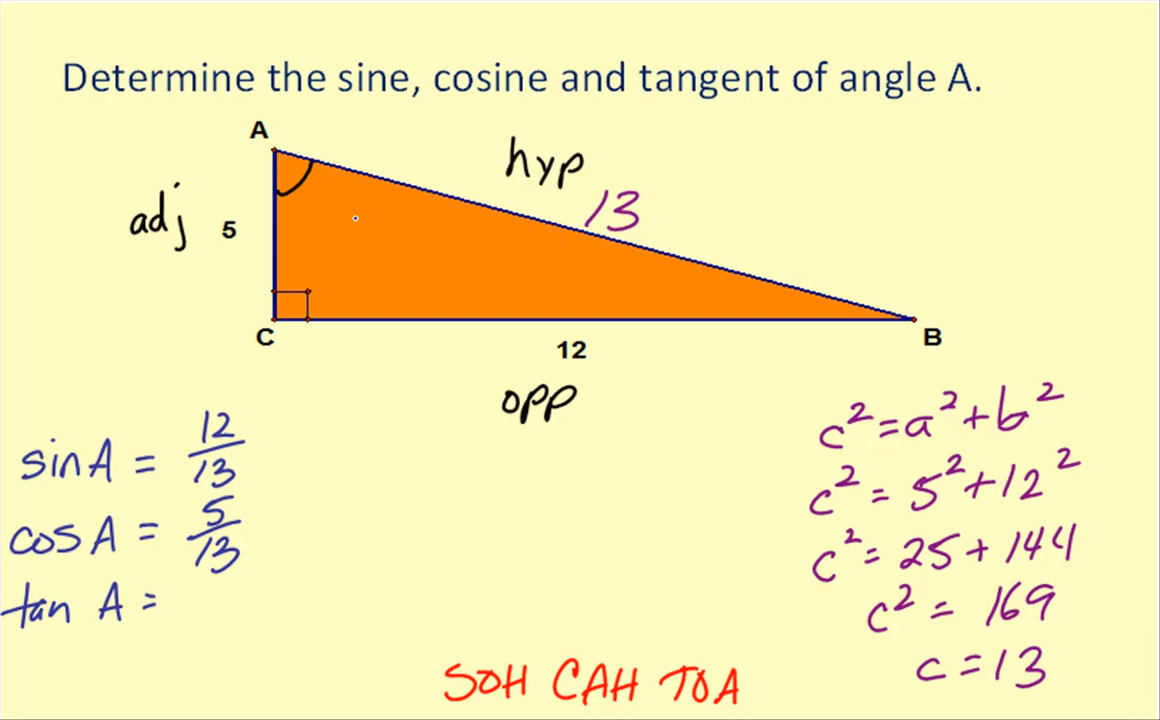 Determine the sine, cosine and tangent of angle A.
A
hyp
13
adj
5
C
B
12
opp
sin A = 12/13
cos A = 5/13
tan A =
c² = a² + b²
c² = 5² + 12²
c² = 25 + 144
c² = 169
c = 13
SOH CAH TOA